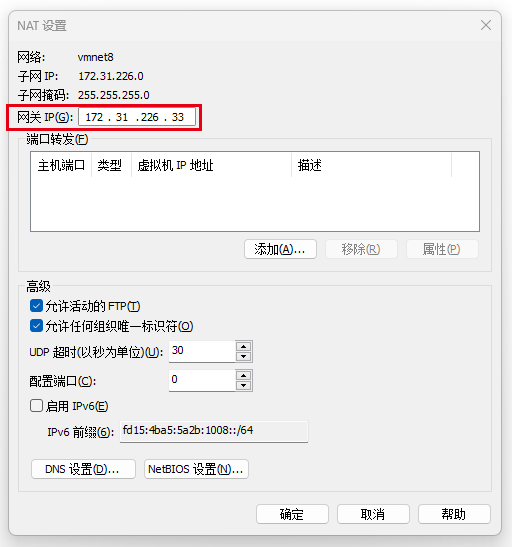 NAT 设置
网络: vmnet8
子网 IP: 172.31.226.0
子网掩码: 255.255.255.0
网关 IP(G): 172 . 31 . 226 . 33
端口转发(F)
主机端口 类型 虚拟机 IP 地址 描述
添加(A)... 移除(R) 属性(P)
高级
允许活动的 FTP(T)
允许任何组织唯一标识符(O)
UDP 超时(以秒为单位)(U): 30
配置端口(C): 0
启用 IPv6(E)
IPv6 前缀(6): fd15:4ba5:5a2b:1008::/64
DNS 设置(D)... NetBIOS 设置(N)...
确定 取消 帮助